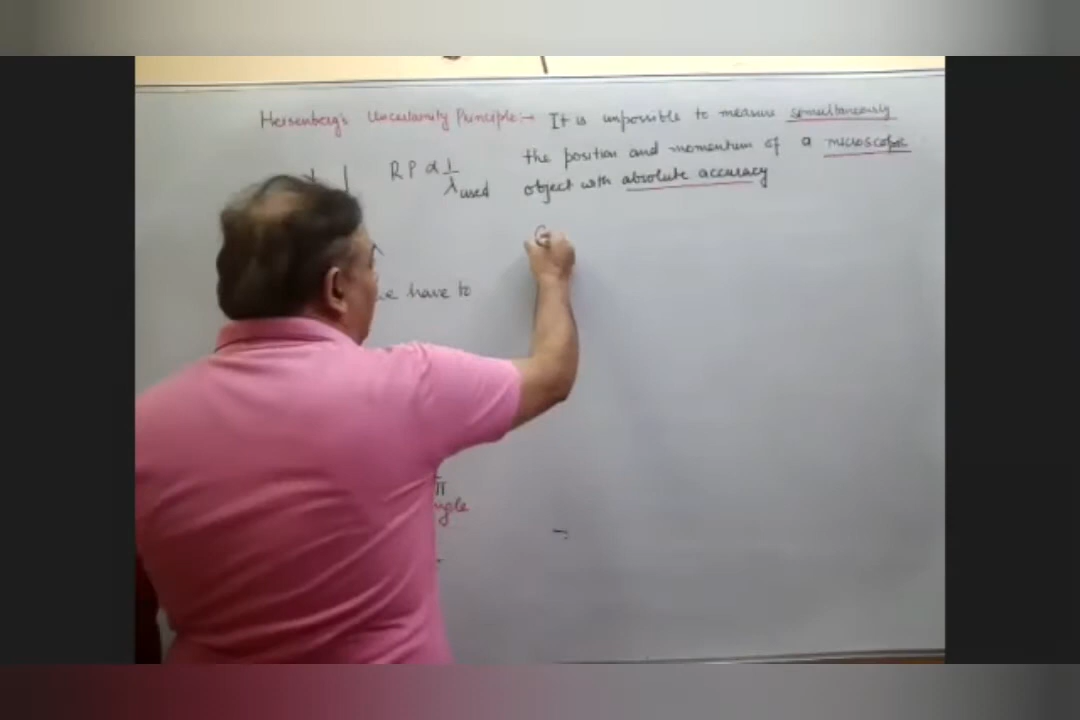 Heisenberg's Uncertainty Principle:→ It is impossible to measure simultaneously
the position and momentum of a microscopic
object with absolute accuracy
R P ∝ 1/λ used
G
we have to
π